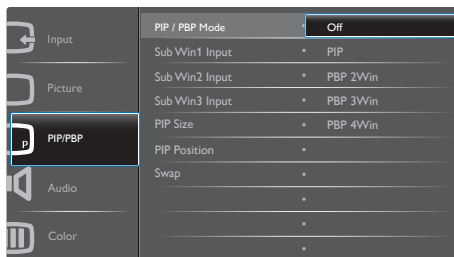 Input
Picture
P
PIP/PBP
Audio
Color
PIP / PBP Mode • Off
Sub Win1 Input • PIP
Sub Win2 Input • PBP 2Win
Sub Win3 Input • PBP 3Win
PIP Size • PBP 4Win
PIP Position •
Swap •
•
•
•